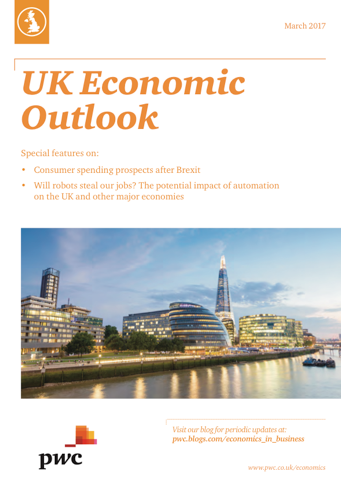 March 2017
UK Economic
Outlook
Special features on:
• Consumer spending prospects after Brexit
• Will robots steal our jobs? The potential impact of automation
on the UK and other major economies
pwc
Visit our blog for periodic updates at:
pwc.blogs.com/economics_in_business
www.pwc.co.uk/economics